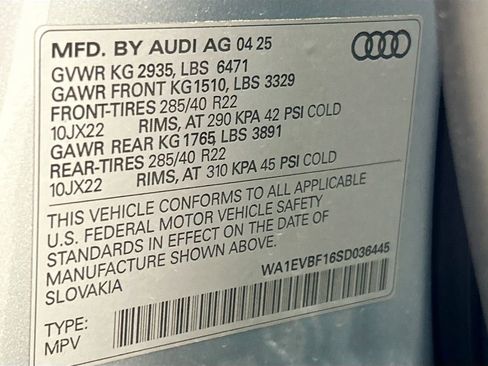 MFD. BY AUDI AG 04 25
GVWR KG 2935, LBS 6471
GAWR FRONT KG1510, LBS 3329
FRONT-TIRES 285/40 R22
10JX22 RIMS, AT 290 KPA 42 PSI COLD
GAWR REAR KG 1765, LBS 3891
REAR-TIRES 285/40 R22
10JX22 RIMS, AT 310 KPA 45 PSI COLD
THIS VEHICLE CONFORMS TO ALL APPLICABLE
U.S. FEDERAL MOTOR VEHICLE SAFETY
STANDARDS IN EFFECT ON THE DATE OF
MANUFACTURE SHOWN ABOVE.
SLOVAKIA
WA1EVBF16SD036445
TYPE:
MPV